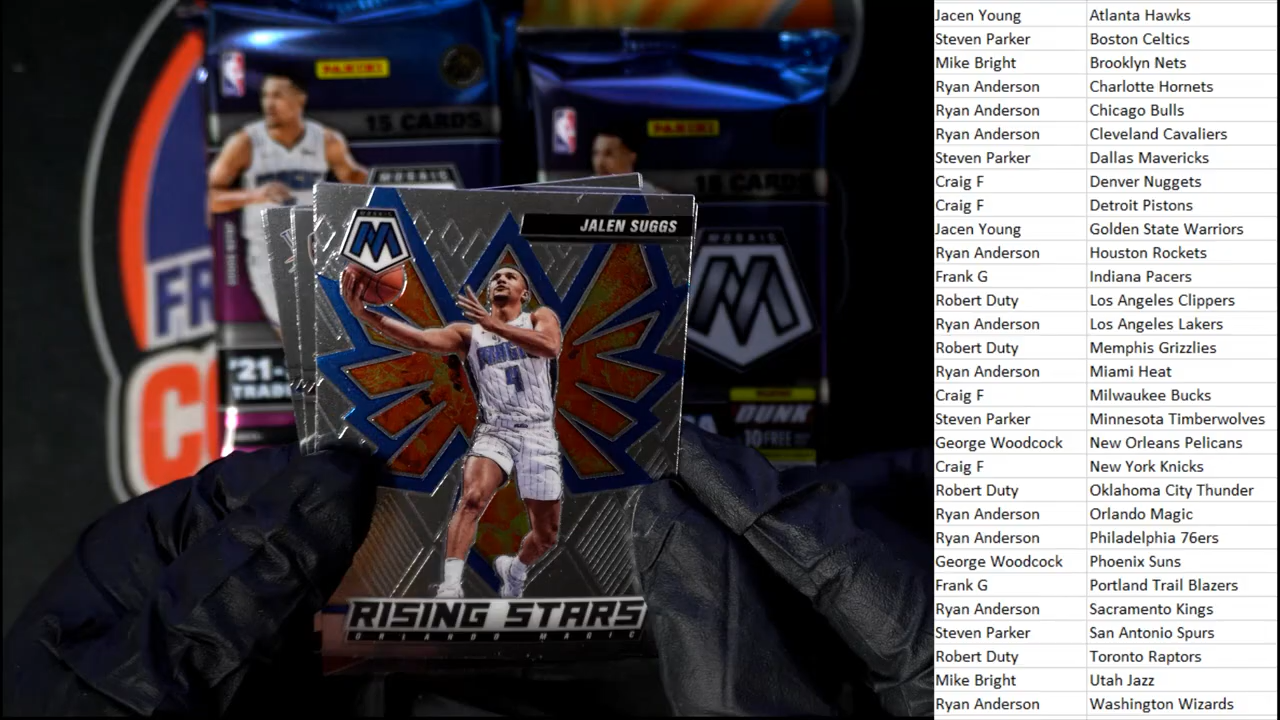 PANINI
15 CARDS
PANINI
15 CARDS
MOSAIC
JALEN SUGGS
MOSAIC
FR
'21-
TRAD
DUNK
10 FREE
4
RISING STARS
ORLANDO MAGIC
Jacen Young Atlanta Hawks
Steven Parker Boston Celtics
Mike Bright Brooklyn Nets
Ryan Anderson Charlotte Hornets
Ryan Anderson Chicago Bulls
Ryan Anderson Cleveland Cavaliers
Steven Parker Dallas Mavericks
Craig F Denver Nuggets
Craig F Detroit Pistons
Jacen Young Golden State Warriors
Ryan Anderson Houston Rockets
Frank G Indiana Pacers
Robert Duty Los Angeles Clippers
Ryan Anderson Los Angeles Lakers
Robert Duty Memphis Grizzlies
Ryan Anderson Miami Heat
Craig F Milwaukee Bucks
Steven Parker Minnesota Timberwolves
George Woodcock New Orleans Pelicans
Craig F New York Knicks
Robert Duty Oklahoma City Thunder
Ryan Anderson Orlando Magic
Ryan Anderson Philadelphia 76ers
George Woodcock Phoenix Suns
Frank G Portland Trail Blazers
Ryan Anderson Sacramento Kings
Steven Parker San Antonio Spurs
Robert Duty Toronto Raptors
Mike Bright Utah Jazz
Ryan Anderson Washington Wizards